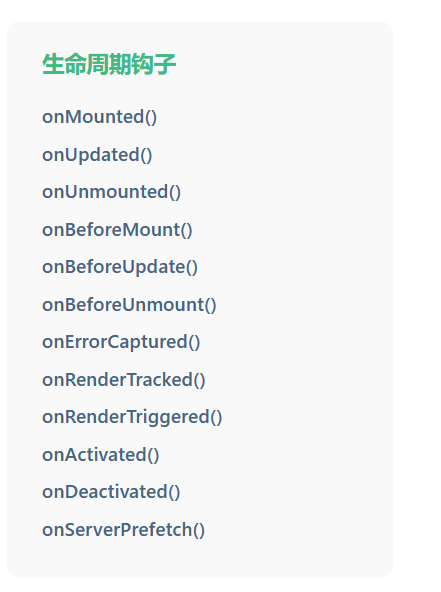 生命周期钩子
onMounted()
onUpdated()
onUnmounted()
onBeforeMount()
onBeforeUpdate()
onBeforeUnmount()
onErrorCaptured()
onRenderTracked()
onRenderTriggered()
onActivated()
onDeactivated()
onServerPrefetch()